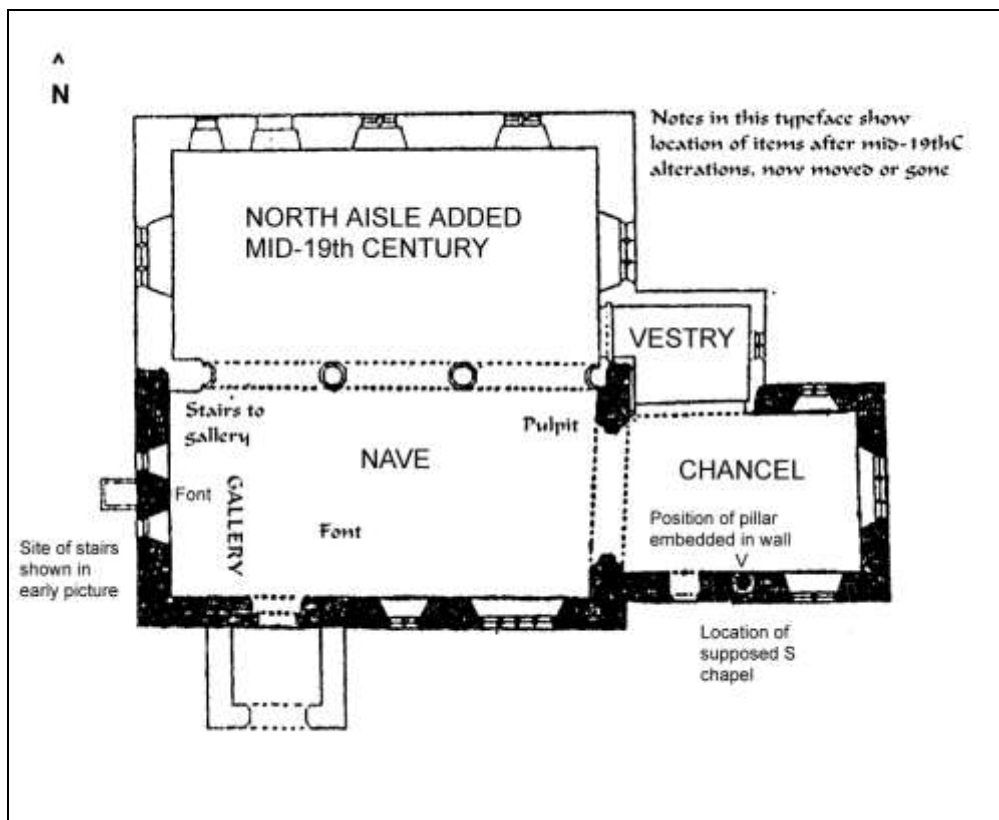 ^
N
Notes in this typeface show
location of items after mid-19thC
alterations, now moved or gone
NORTH AISLE ADDED
MID-19th CENTURY
VESTRY
Stairs to
gallery
Pulpit
NAVE
CHANCEL
Font
GALLERY
Font
Position of pillar
embedded in wall
V
Site of stairs
shown in
early picture
Location of
supposed S
chapel